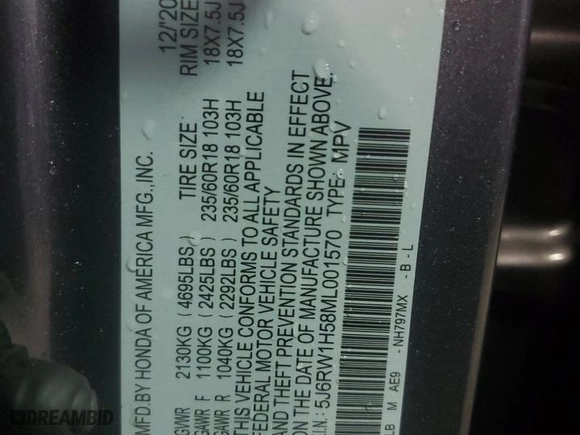 MFD.BY HONDA OF AMERICA MFG.,INC. 12/'20
GVWR 2130KG (4695LBS) TIRE SIZE RIM SIZE
GAWR F 1100KG (2425LBS) 235/60R18 103H 18X7.5J
GAWR R 1040KG (2292LBS) 235/60R18 103H 18X7.5J
THIS VEHICLE CONFORMS TO ALL APPLICABLE
FEDERAL MOTOR VEHICLE SAFETY
AND THEFT PREVENTION STANDARDS IN EFFECT
ON THE DATE OF MANUFACTURE SHOWN ABOVE.
V.I.N.: 5J6RW1H58ML001570 TYPE: MPV
LB M AE9 - NH797MX - B - L
DREAMBID